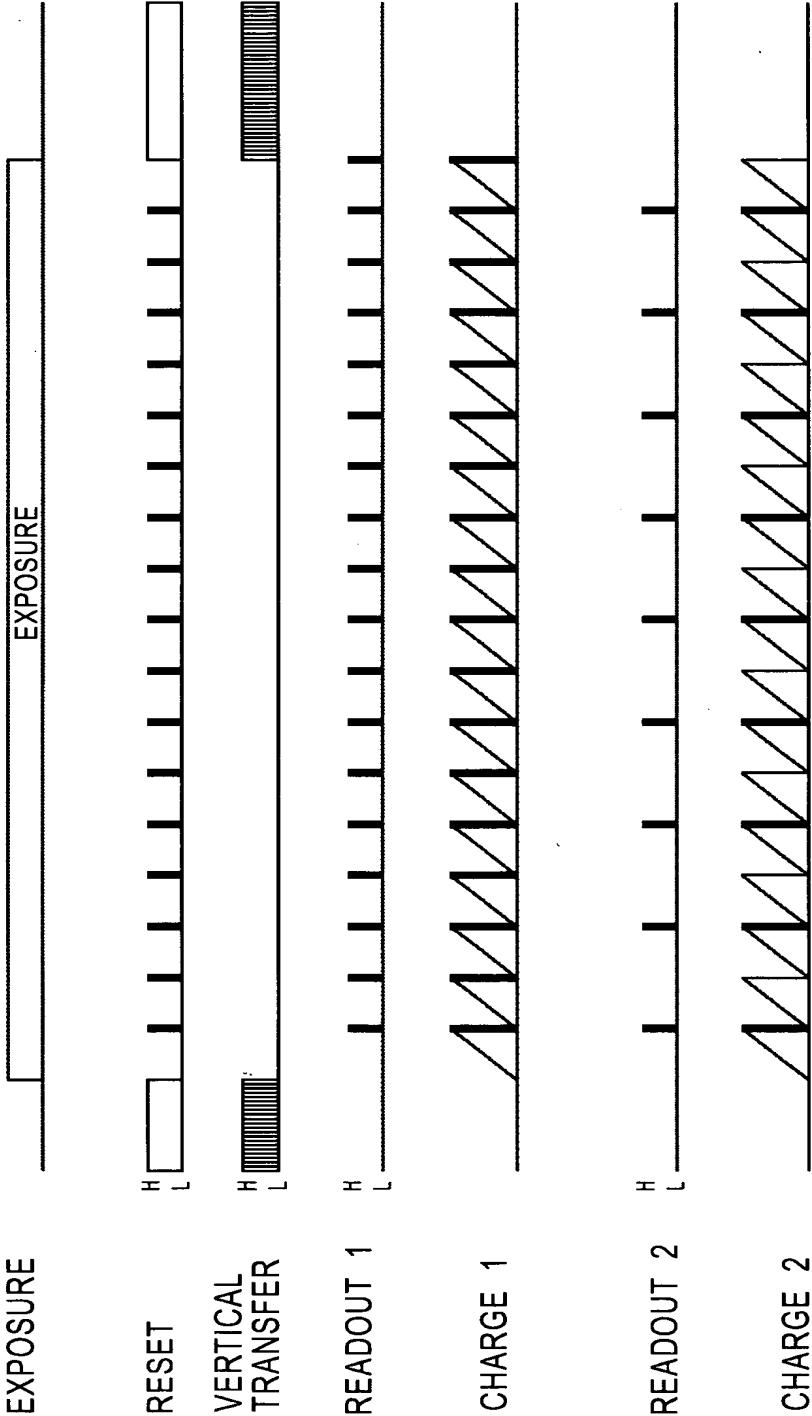 EXPOSURE
EXPOSURE
RESET
H
L
VERTICAL
TRANSFER
H
L
READOUT 1
H
L
CHARGE 1
READOUT 2
H
L
CHARGE 2